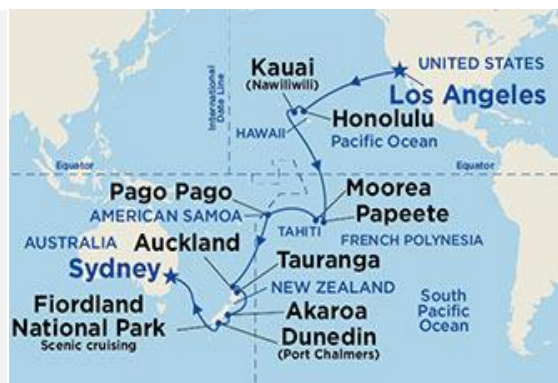 UNITED STATES
Los Angeles
Kauai
(Nawiliwili)
International
Date Line
Honolulu
HAWAII
Pacific Ocean
Equator
Equator
Pago Pago
AMERICAN SAMOA
Moorea
Papeete
TAHITI
FRENCH POLYNESIA
AUSTRALIA
Auckland
Sydney
Tauranga
NEW ZEALAND
Fiordland
National Park
Scenic cruising
Akaroa
Dunedin
(Port Chalmers)
South
Pacific
Ocean